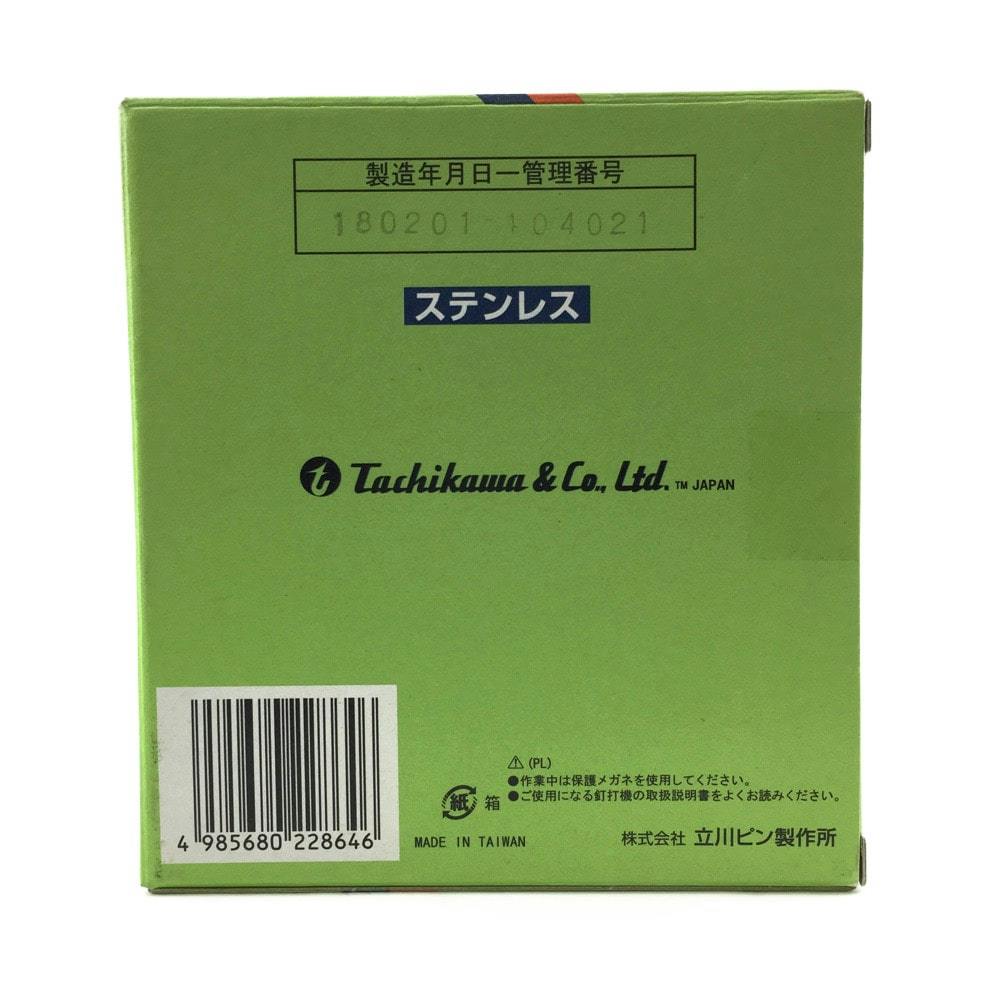 製造年月日ー管理番号
180201-104021
ステンレス
Tachikawa & Co., Ltd. ™ JAPAN
⚠ (PL)
●作業中は保護メガネを使用してください。
●ご使用になる釘打機の取扱説明書をよくお読みください。
紙 箱
4 985680 228646
MADE IN TAIWAN
株式会社 立川ピン製作所